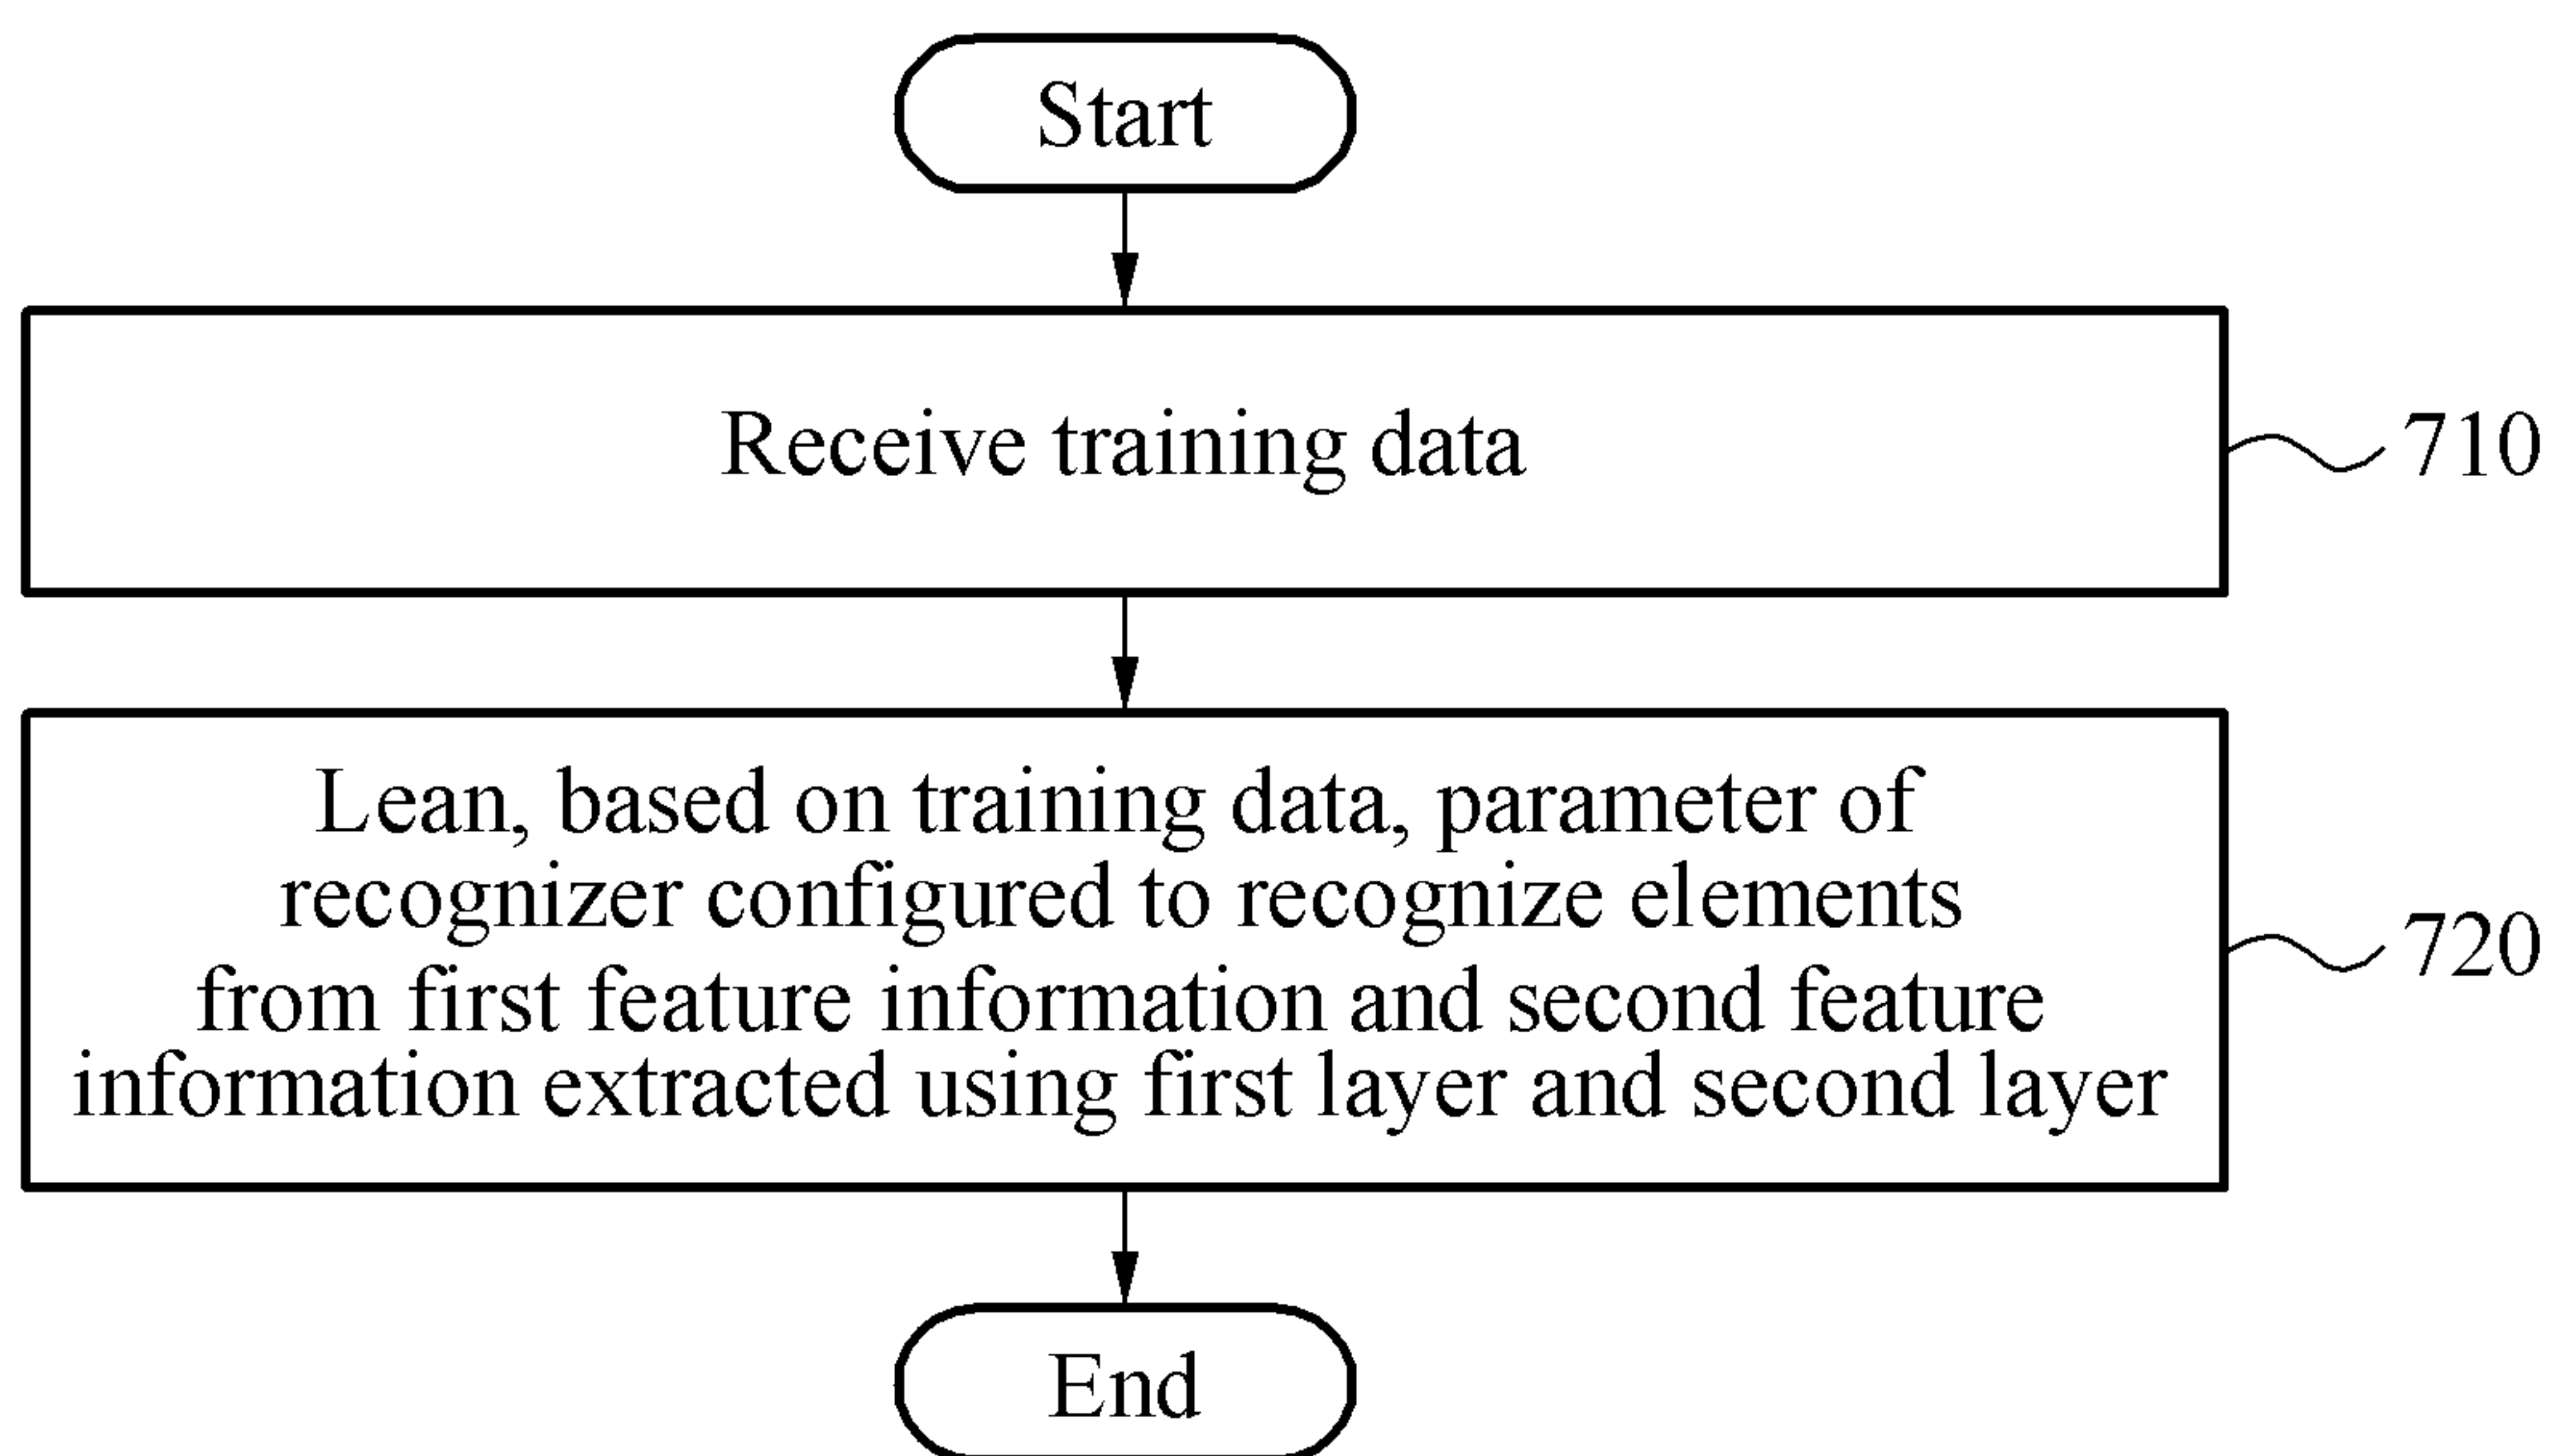 Start
Receive training data
710
Lean, based on training data, parameter of
recognizer configured to recognize elements
from first feature information and second feature
information extracted using first layer and second layer
720
End